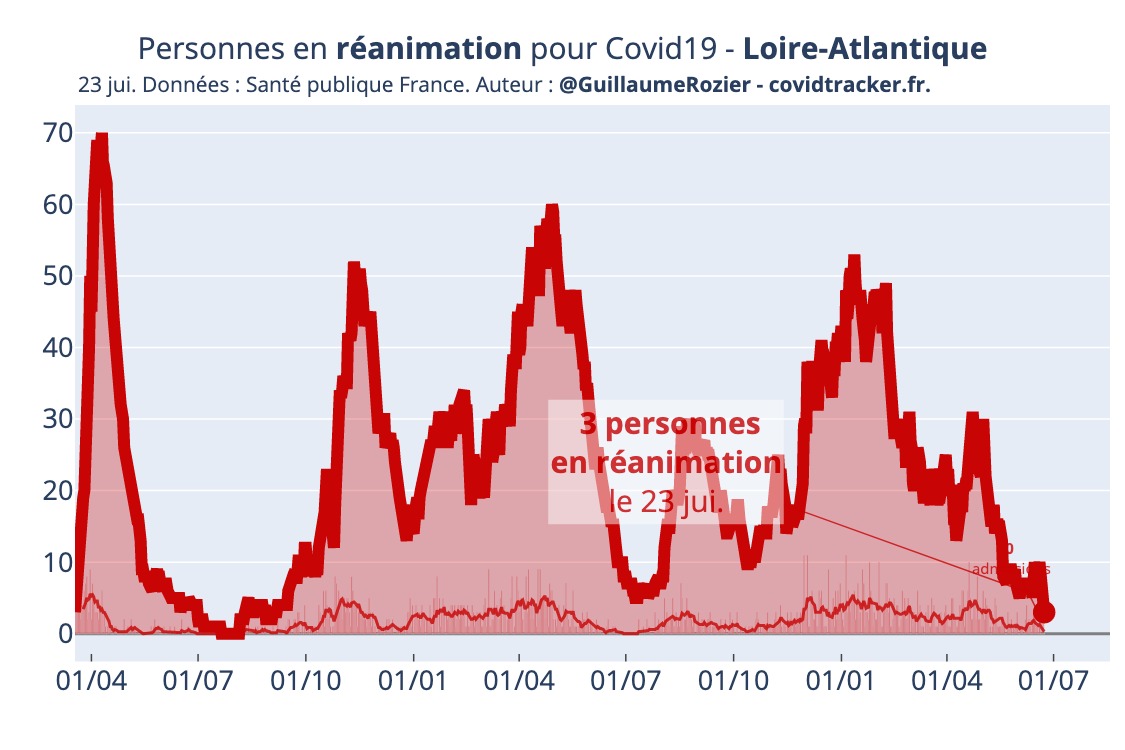 Personnes en réanimation pour Covid19 - Loire-Atlantique
23 jui. Données : Santé publique France. Auteur : @GuillaumeRozier - covidtracker.fr.
70
60
50
40
30
20
10
0
3 personnes
en réanimation
le 23 jui.
0
admissions
01/04 01/07 01/10 01/01 01/04 01/07 01/10 01/01 01/04 01/07